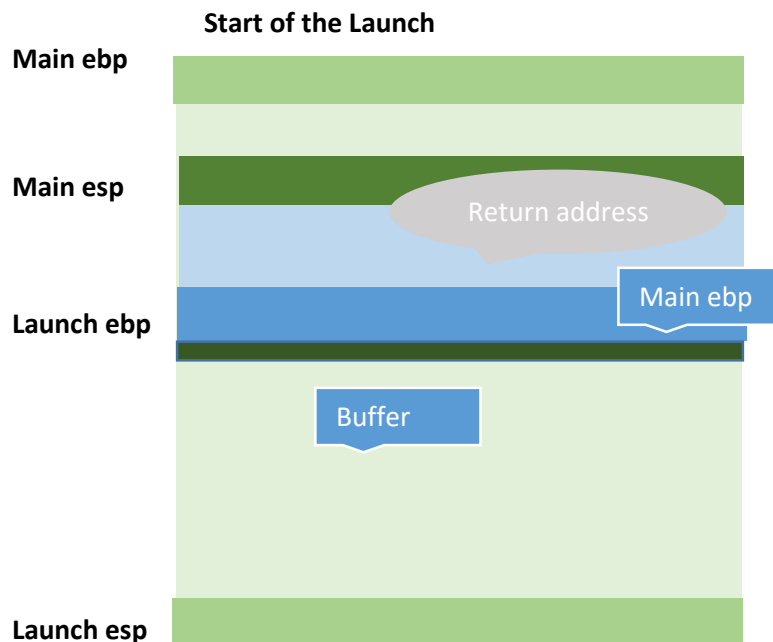 Start of the Launch
Main ebp
Main esp
Return address
Main ebp
Launch ebp
Buffer
Launch esp